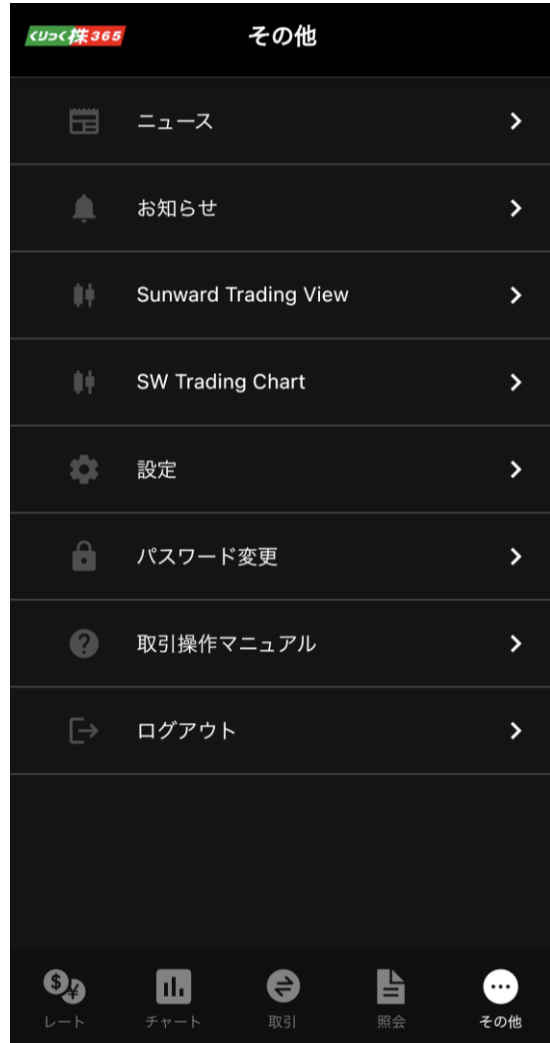 くりっく株365
その他
ニュース
お知らせ
Sunward Trading View
SW Trading Chart
設定
パスワード変更
取引操作マニュアル
ログアウト
レート
チャート
取引
照会
その他